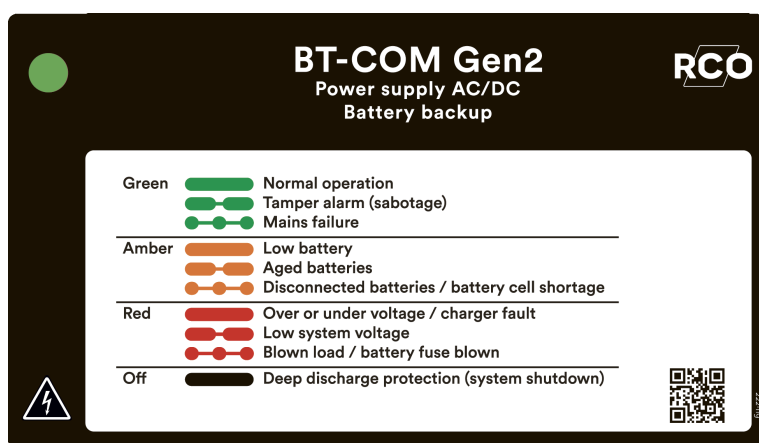 BT-COM Gen2
RCO
Power supply AC/DC
Battery backup
Green Normal operation
Tamper alarm (sabotage)
Mains failure
Amber Low battery
Aged batteries
Disconnected batteries / battery cell shortage
Red Over or under voltage / charger fault
Low system voltage
Blown load / battery fuse blown
Off Deep discharge protection (system shutdown)